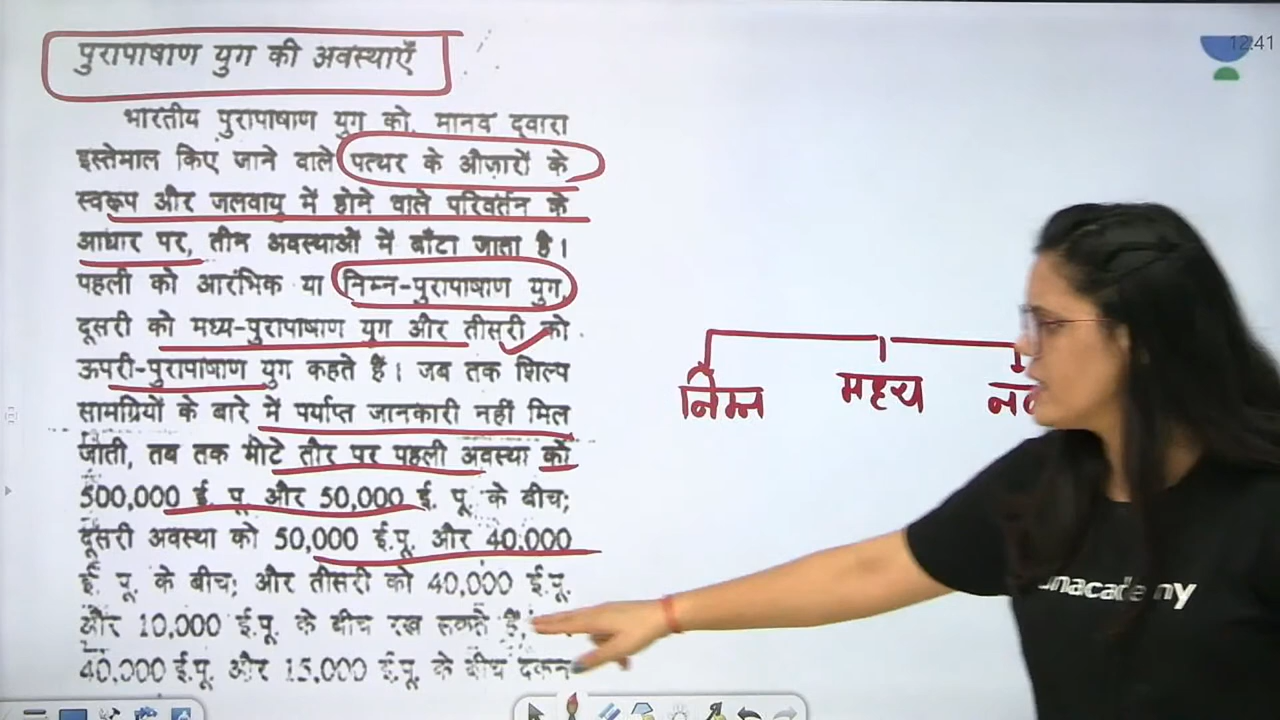 पुरापाषाण युग की अवस्थाएँ
12:41
भारतीय पुरापाषाण युग को, मानव द्वारा
इस्तेमाल किए जाने वाले पत्थर के औज़ारों के
स्वरूप और जलवायु में होने वाले परिवर्तन के
आधार पर, तीन अवस्थाओं में बाँटा जाता है।
पहली को आरंभिक या निम्न-पुरापाषाण युग,
दूसरी को मध्य-पुरापाषाण युग और तीसरी को
ऊपरी-पुरापाषाण युग कहते हैं। जब तक शिल्प
सामग्रियों के बारे में पर्याप्त जानकारी नहीं मिल
जाती, तब तक मोटे तौर पर पहली अवस्था को
500,000 ई. पू. और 50,000 ई. पू. के बीच;
दूसरी अवस्था को 50,000 ई.पू. और 40,000
ई. पू. के बीच; और तीसरी को 40,000 ई.पू.
और 10,000 ई.पू. के बीच रख सकते हैं,
40,000 ई.पू. और 15,000 ई.पू. के बीच दकन
निम्न
मध्य
unacademy